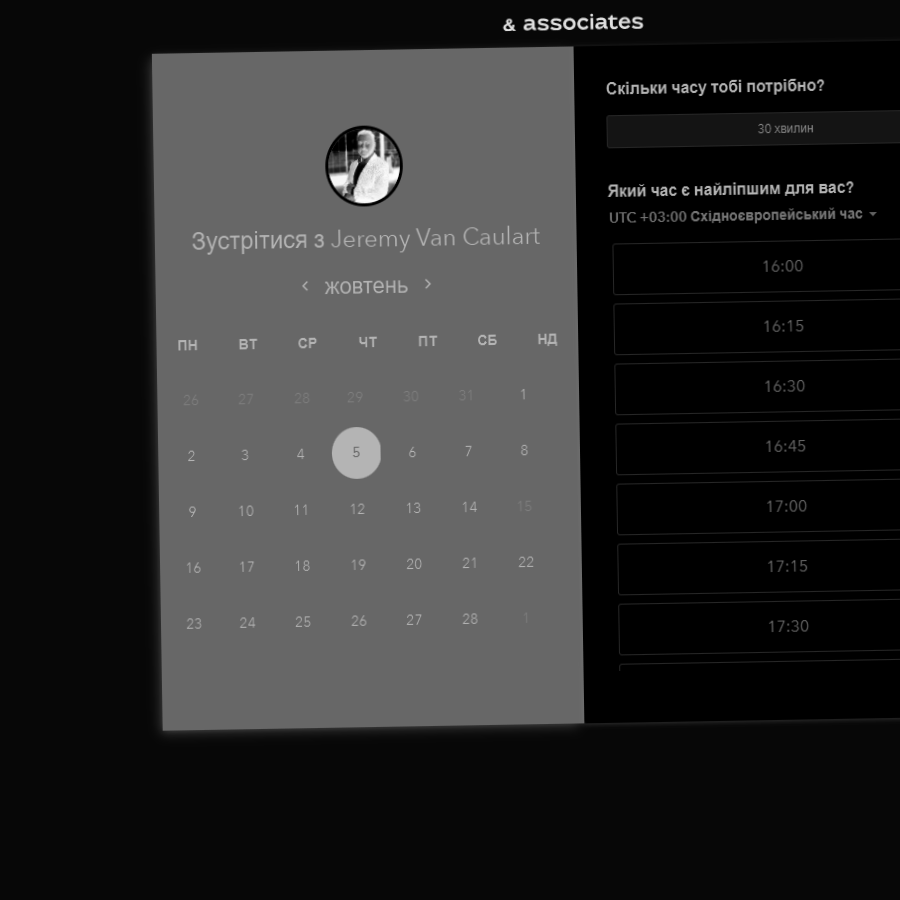 & associates
Зустрітися з Jeremy Van Caulart
жовтень
ПН ВТ СР ЧТ ПТ СБ НД
26 27 28 29 30 31 1
2 3 4 5 6 7 8
9 10 11 12 13 14 15
16 17 18 19 20 21 22
23 24 25 26 27 28 1
Скільки часу тобі потрібно?
30 хвилин
Який час є найліпшим для вас?
UTC +03:00 Східноєвропейський час
16:00
16:15
16:30
16:45
17:00
17:15
17:30